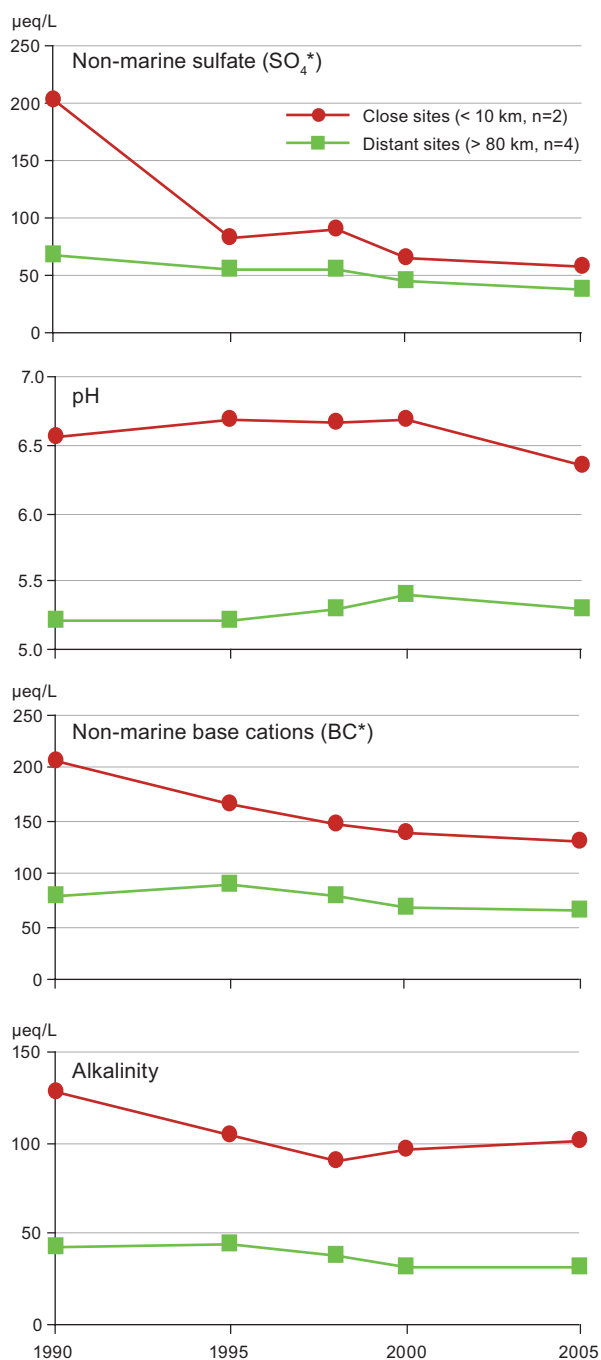 µeq/L
250
Non-marine sulfate (SO4*)
200
Close sites (< 10 km, n=2)
Distant sites (> 80 km, n=4)
150
100
50
0
7.0
pH
6.5
6.0
5.5
5.0
µeq/L
250
Non-marine base cations (BC*)
200
150
100
50
0
µeq/L
150
Alkalinity
100
50
0
1990 1995 2000 2005